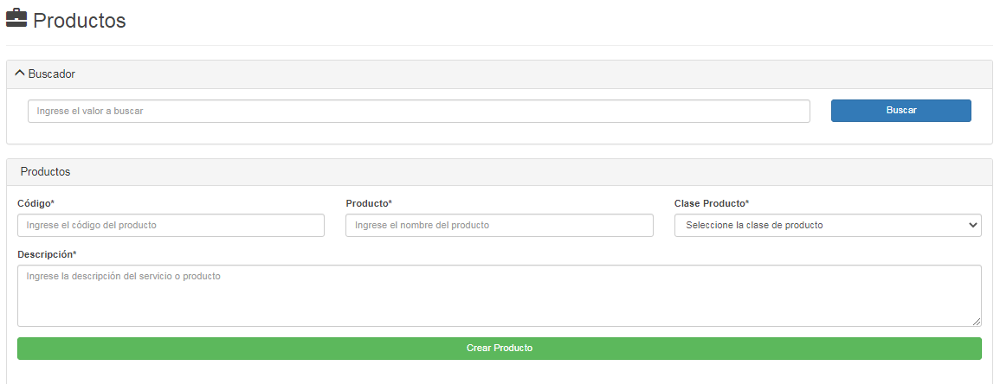 Productos
Buscador
Ingrese el valor a buscar
Buscar
Productos
Código*
Producto*
Clase Producto*
Ingrese el código del producto
Ingrese el nombre del producto
Seleccione la clase de producto
Descripción*
Ingrese la descripción del servicio o producto
Crear Producto